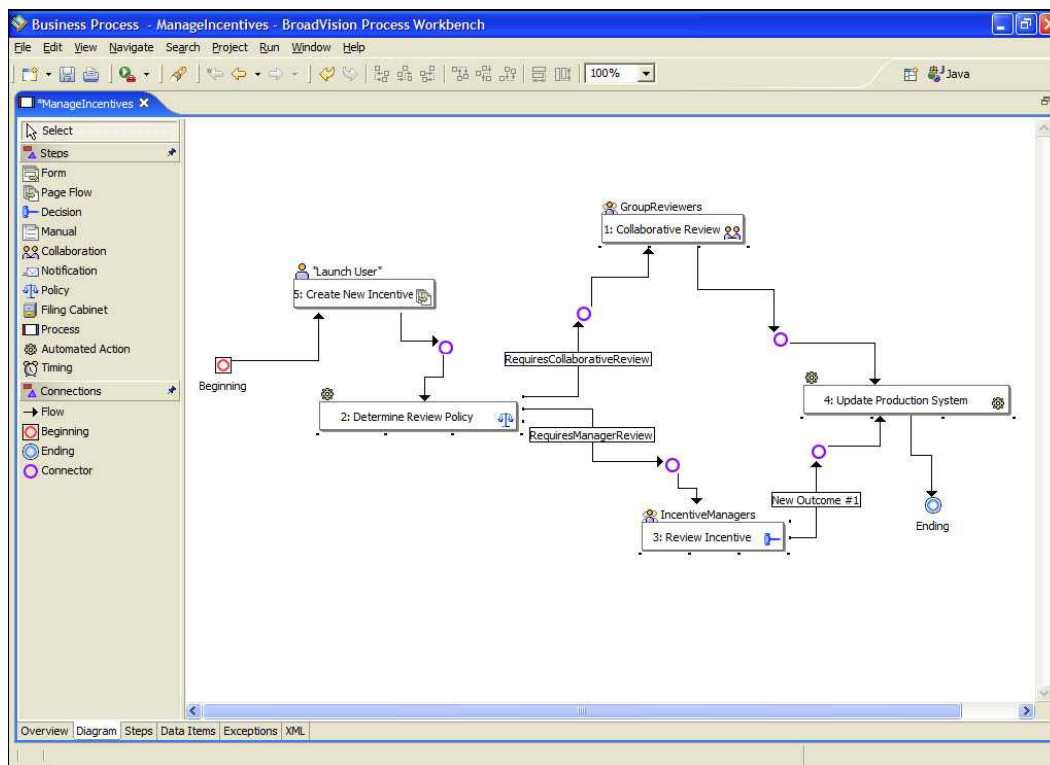 Business Process - ManageIncentives - BroadVision Process Workbench
File Edit View Navigate Search Project Run Window Help
100%
Java
*ManageIncentives
Select
Steps
Form
Page Flow
Decision
Manual
Collaboration
Notification
Policy
Filing Cabinet
Process
Automated Action
Timing
Connections
Flow
Beginning
Ending
Connector
GroupReviewers
1: Collaborative Review
"Launch User"
5: Create New Incentive
RequiresCollaborativeReview
Beginning
2: Determine Review Policy
4: Update Production System
RequiresManagerReview
New Outcome #1
IncentiveManagers
3: Review Incentive
Ending
Overview Diagram Steps Data Items Exceptions XML